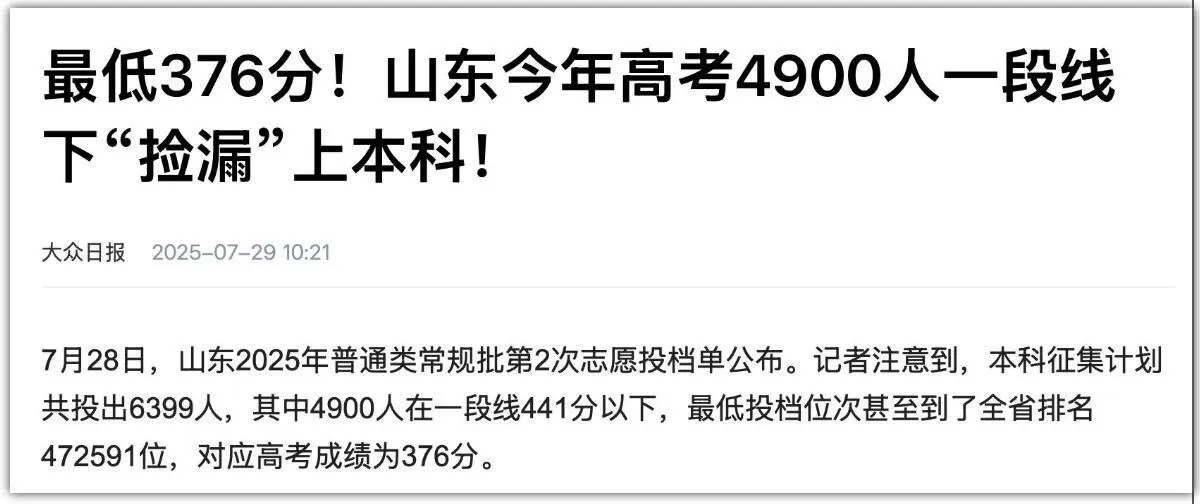 最低376分！山东今年高考4900人一段线
下“捡漏”上本科！
大众日报 2025-07-29 10:21
7月28日，山东2025年普通类常规批第2次志愿投档单公布。记者注意到，本科征集计划
共投出6399人，其中4900人在一段线441分以下，最低投档位次甚至到了全省排名
472591位，对应高考成绩为376分。